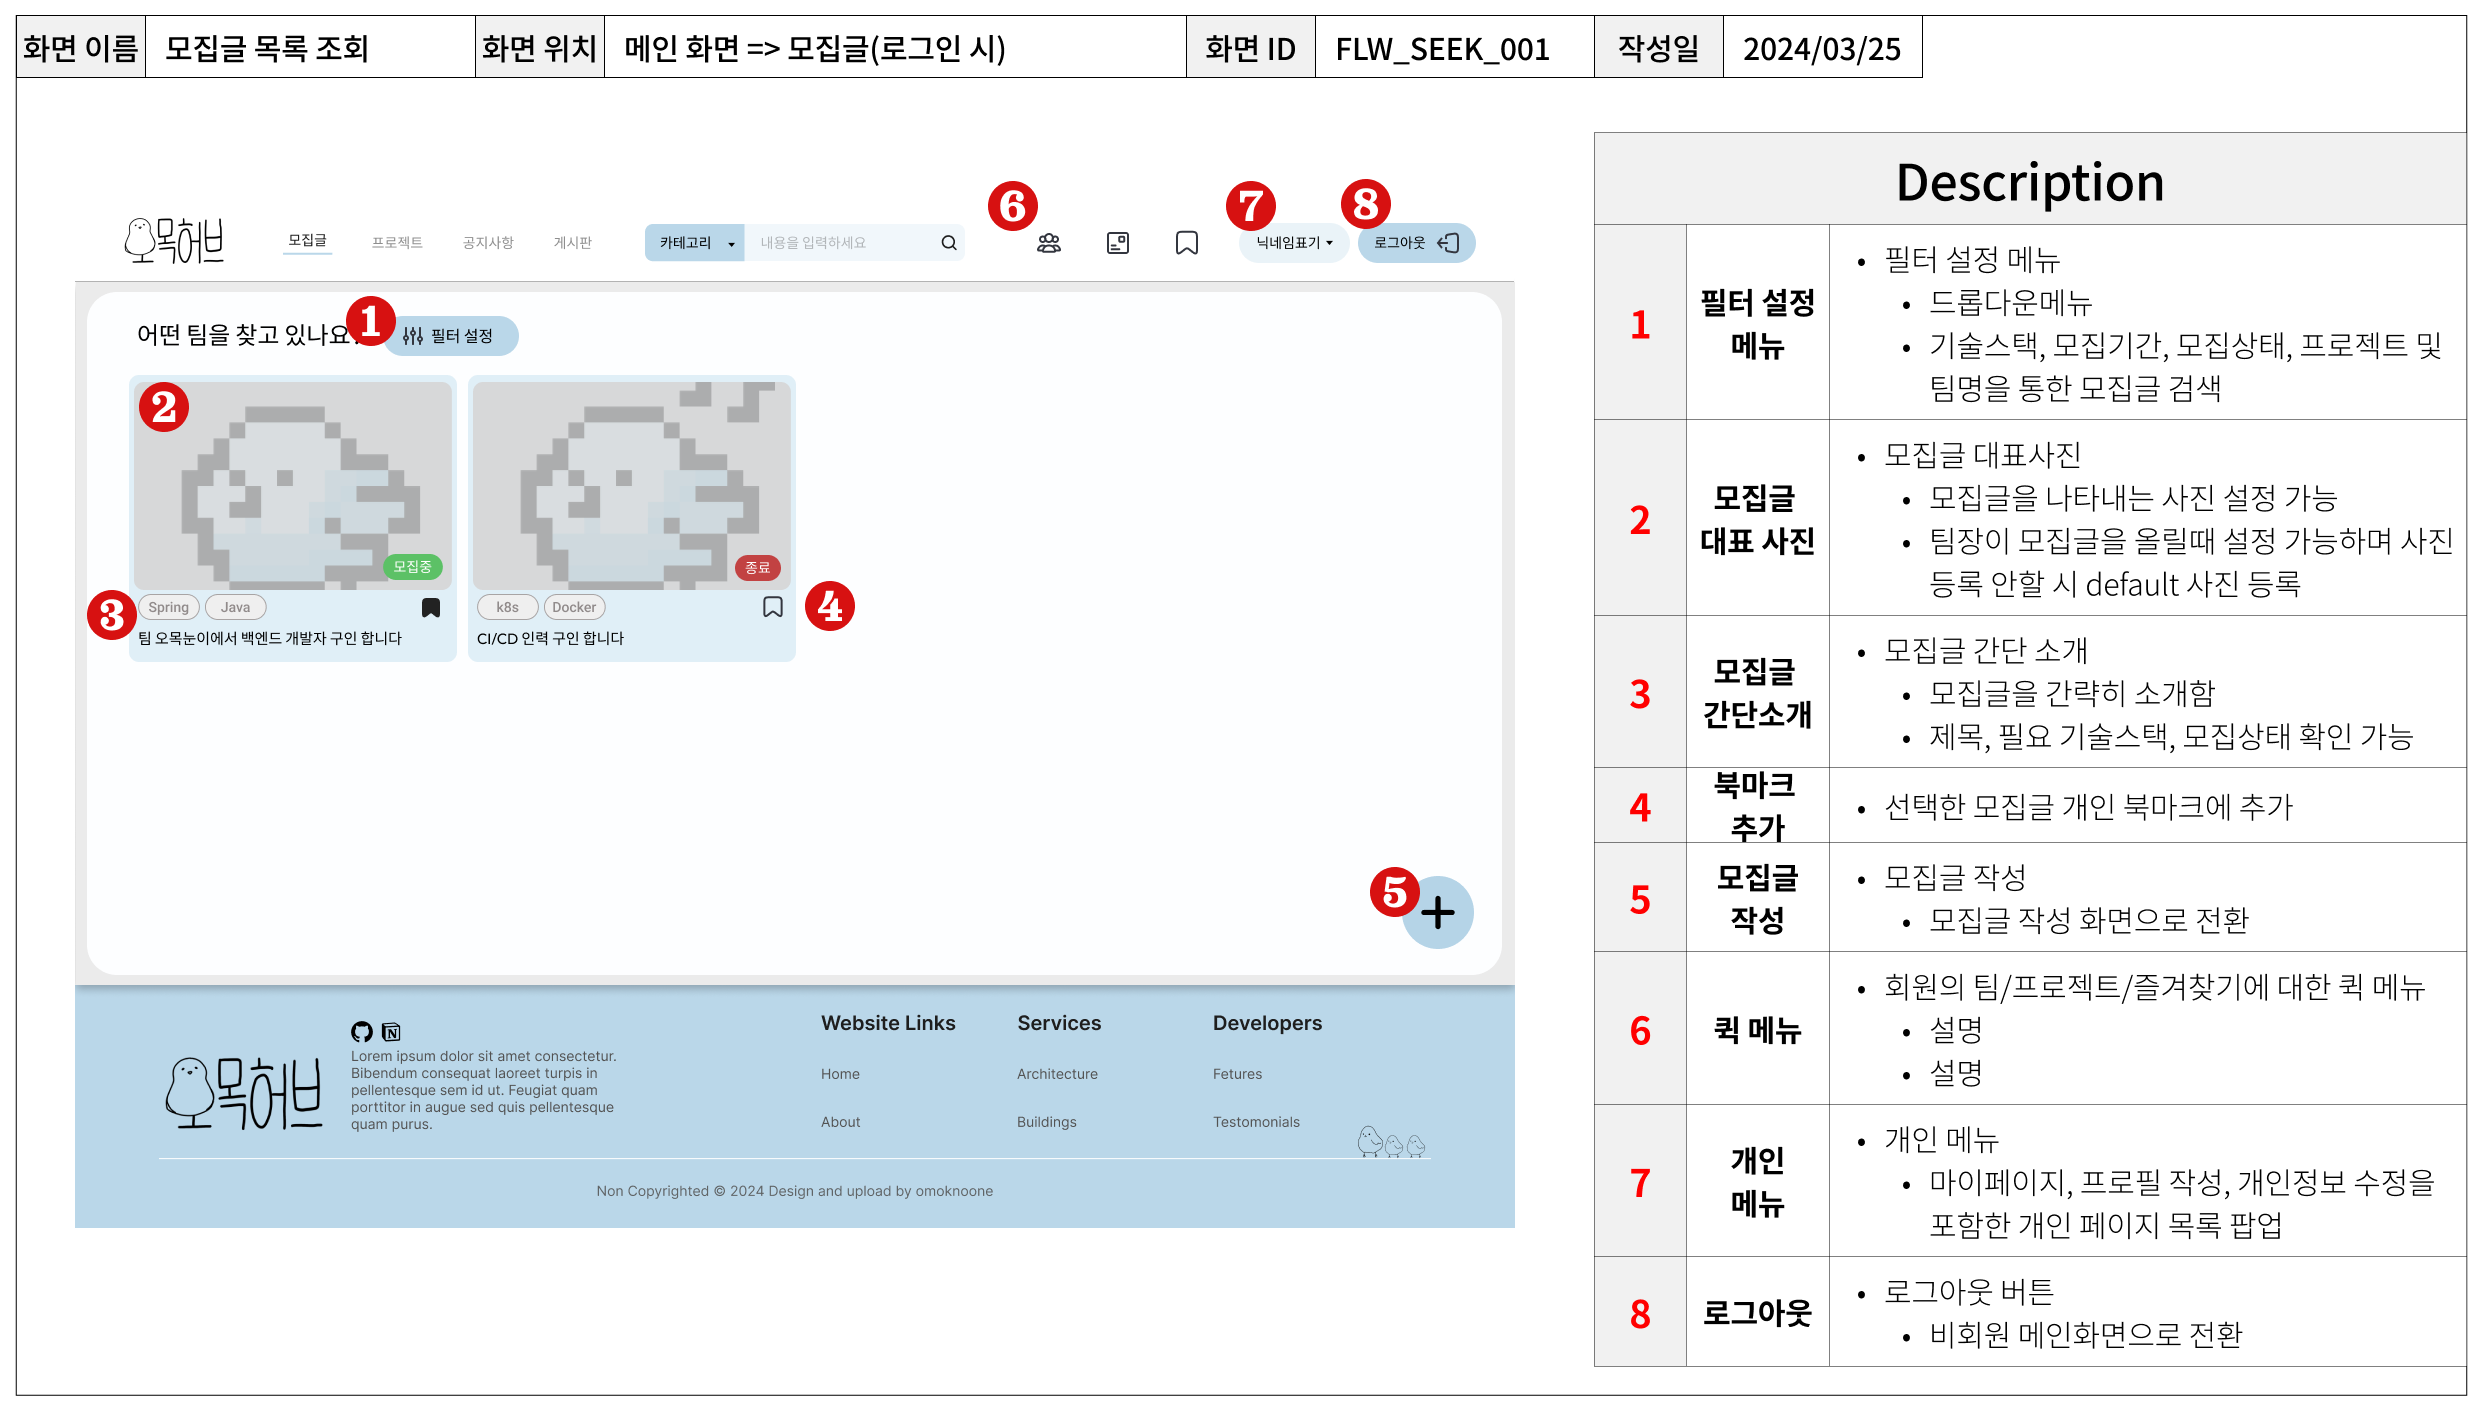 화면 이름 모집글 목록 조회 화면 위치 메인 화면 => 모집글(로그인 시) 화면 ID FLW_SEEK_001 작성일 2024/03/25
6 7 8
목허브 모집글 프로젝트 공지사항 게시판 카테고리 내용을 입력하세요 닉네임표기 로그아웃
1
어떤 팀을 찾고 있나요? 필터 설정
2
모집중 종료
3 Spring Java k8s Docker 4
팀 오목눈이에서 백엔드 개발자 구인 합니다 CI/CD 인력 구인 합니다
5
Website Links Services Developers
Lorem ipsum dolor sit amet consectetur.
Bibendum consequat laoreet turpis in
pellentesque sem id ut. Feugiat quam
porttitor in augue sed quis pellentesque
quam purus.
목허브
Home Architecture Fetures
About Buildings Testomonials
Non Copyrighted © 2024 Design and upload by omoknoone
Description
1
필터 설정
메뉴
• 필터 설정 메뉴
• 드롭다운메뉴
• 기술스택, 모집기간, 모집상태, 프로젝트 및
팀명을 통한 모집글 검색
2
모집글
대표 사진
• 모집글 대표사진
• 모집글을 나타내는 사진 설정 가능
• 팀장이 모집글을 올릴때 설정 가능하며 사진
등록 안할 시 default 사진 등록
3
모집글
간단소개
• 모집글 간단 소개
• 모집글을 간략히 소개함
• 제목, 필요 기술스택, 모집상태 확인 가능
4
북마크
추가
• 선택한 모집글 개인 북마크에 추가
5
모집글
작성
• 모집글 작성
• 모집글 작성 화면으로 전환
6
퀵 메뉴
• 회원의 팀/프로젝트/즐겨찾기에 대한 퀵 메뉴
• 설명
• 설명
7
개인
메뉴
• 개인 메뉴
• 마이페이지, 프로필 작성, 개인정보 수정을
포함한 개인 페이지 목록 팝업
8
로그아웃
• 로그아웃 버튼
• 비회원 메인화면으로 전환